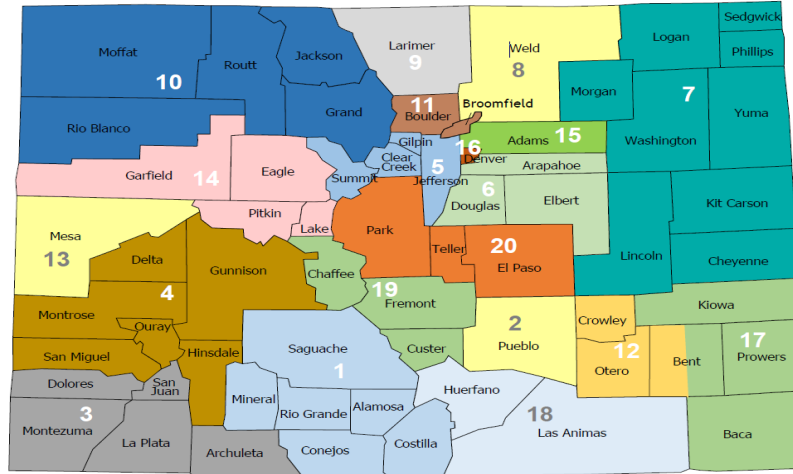 Sedgwick
Logan
Larimer
Weld
Moffat
Phillips
Jackson
Routt
9
8
10
7
Morgan
11
Broomfield
Grand
Boulder
Yuma
Rio Blanco
Gilpin
16
Adams
15
Washington
Clear
Creek
Denver
Arapahoe
5
Eagle
Garfield
14
Summit
Jefferson
6
Elbert
Douglas
Kit Carson
Pitkin
Lake
Park
Mesa
13
Teller
20
El Paso
Delta
Gunnison
Chaffee
Lincoln
Cheyenne
4
19
Fremont
Kiowa
Montrose
Ouray
2
Pueblo
Crowley
San Miguel
Hinsdale
Saguache
1
Custer
12
Otero
Bent
17
Prowers
Dolores
San
Juan
Mineral
Rio Grande
Alamosa
Huerfano
3
Montezuma
18
Las Animas
La Plata
Archuleta
Conejos
Costilla
Baca